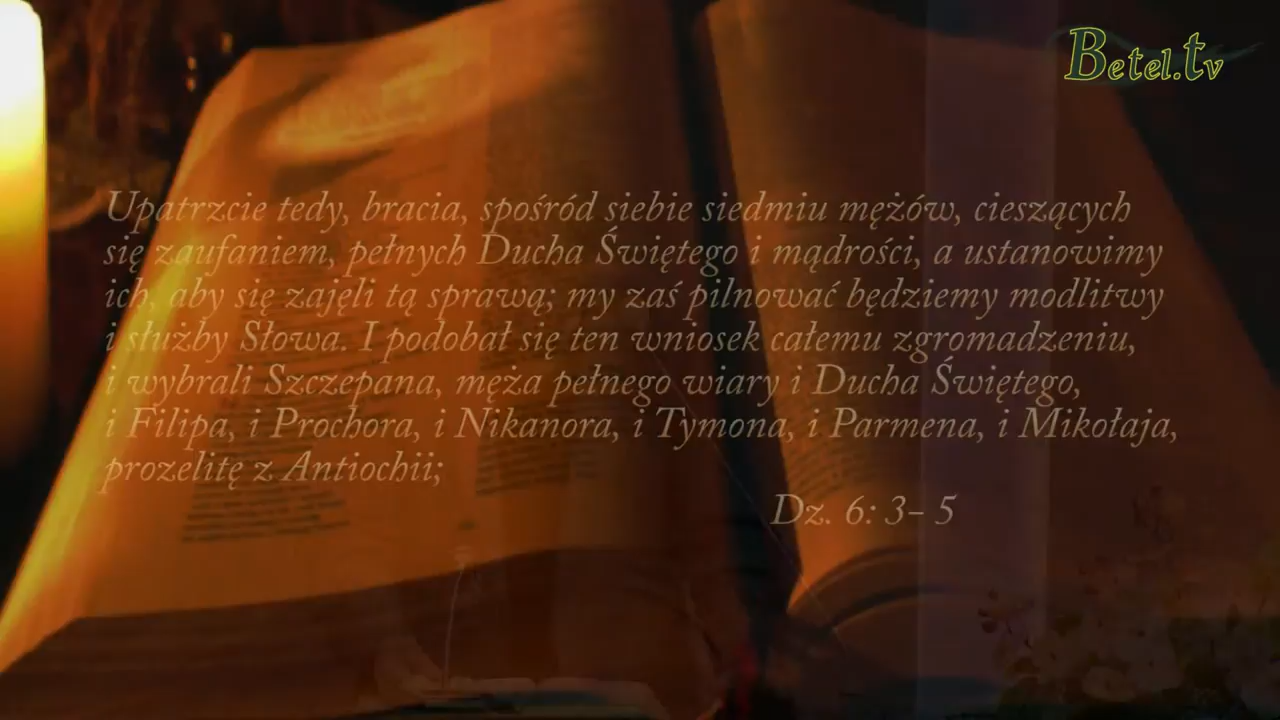 Betel.tv
Upatrzcie tedy, bracia, spośród siebie siedmiu mężów, cieszących
się zaufaniem, pełnych Ducha Świętego i mądrości, a ustanowimy
ich, aby się zajęli tą sprawą; my zaś pilnować będziemy modlitwy
i służby Słowa. I podobał się ten wniosek całemu zgromadzeniu,
i wybrali Szczepana, męża pełnego wiary i Ducha Świętego,
i Filipa, i Prochora, i Nikanora, i Tymona, i Parmena, i Mikołaja,
prozelitę z Antiochii;
Dz. 6: 3- 5